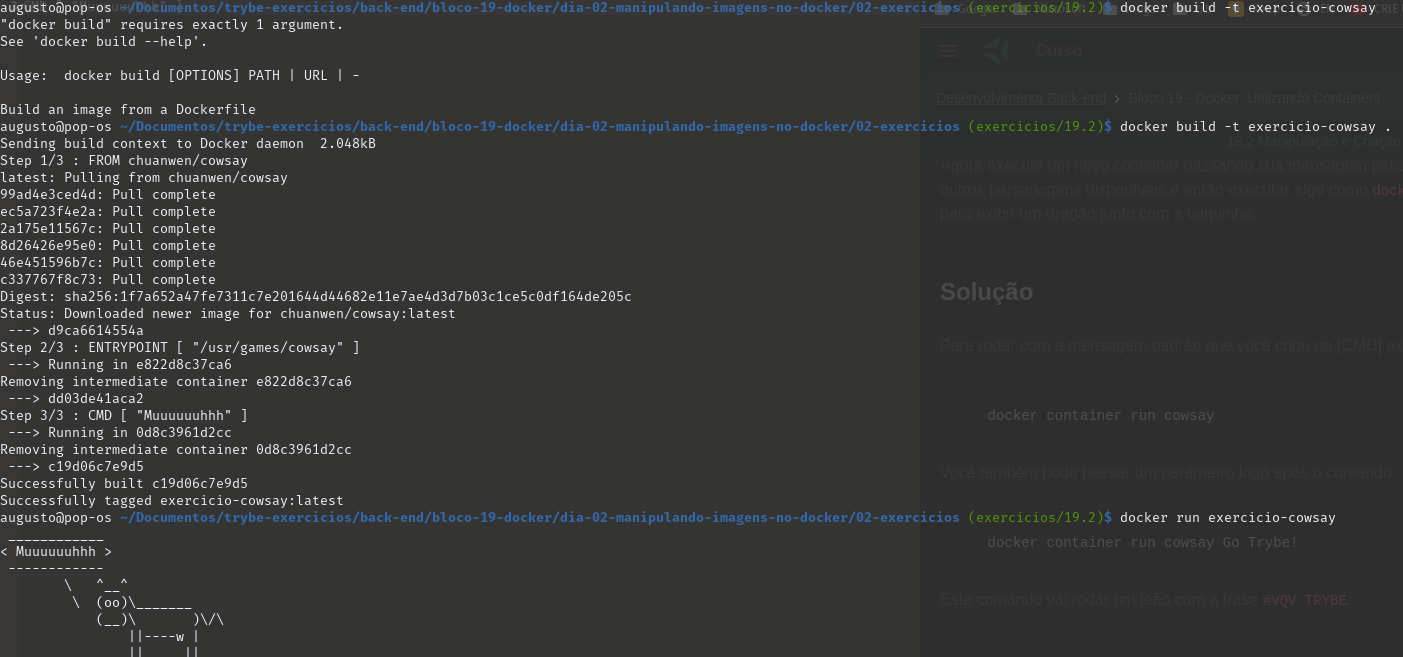 augusto@pop-os ~/Documentos/trybe-exercicios/back-end/bloco-19-docker/dia-02-manipulando-imagens-no-docker/02-exercicios (exercicios/19.2)$ docker build -t exercicio-cowsay
"docker build" requires exactly 1 argument.
See 'docker build --help'.
Usage:  docker build [OPTIONS] PATH | URL | -
Build an image from a Dockerfile
augusto@pop-os ~/Documentos/trybe-exercicios/back-end/bloco-19-docker/dia-02-manipulando-imagens-no-docker/02-exercicios (exercicios/19.2)$ docker build -t exercicio-cowsay .
Sending build context to Docker daemon  2.048kB
Step 1/3 : FROM chuanwen/cowsay
latest: Pulling from chuanwen/cowsay
99ad4e3ced4d: Pull complete
ec5a723f4e2a: Pull complete
2a175e11567c: Pull complete
8d26426e95e0: Pull complete
46e451596b7c: Pull complete
c337767f8c73: Pull complete
Digest: sha256:1f7a652a47fe7311c7e201644d44682e11e7ae4d3d7b03c1ce5c0df164de205c
Status: Downloaded newer image for chuanwen/cowsay:latest
 ---> d9ca6614554a
Step 2/3 : ENTRYPOINT [ "/usr/games/cowsay" ]
 ---> Running in e822d8c37ca6
Removing intermediate container e822d8c37ca6
 ---> dd03de41aca2
Step 3/3 : CMD [ "Muuuuuuhhh" ]
 ---> Running in 0d8c3961d2cc
Removing intermediate container 0d8c3961d2cc
 ---> c19d06c7e9d5
Successfully built c19d06c7e9d5
Successfully tagged exercicio-cowsay:latest
augusto@pop-os ~/Documentos/trybe-exercicios/back-end/bloco-19-docker/dia-02-manipulando-imagens-no-docker/02-exercicios (exercicios/19.2)$ docker run exercicio-cowsay
 ____________
< Muuuuuuhhh >
 ------------
        \   ^__^
         \  (oo)\_______
            (__)\       )\/\
                ||----w |
                ||     ||
Curso
Desenvolvimento Back-end > Bloco 19 - Docker: Utilizando Containers
19.2 Manipulação e Criação
Agora execute um novo container passando sua mensagem para
outros personagens disponíveis e então executar algo como dock
para exibir um dragão junto com a vaquinha.
Solução
Para rodar com a mensagem padrão que você criou no [CMD] ex
docker container run cowsay
Você também pode passar um parâmetro logo após o comando
docker container run cowsay Go Trybe!
Este comando vai rodar um leão com a frase #VQV TRYBE